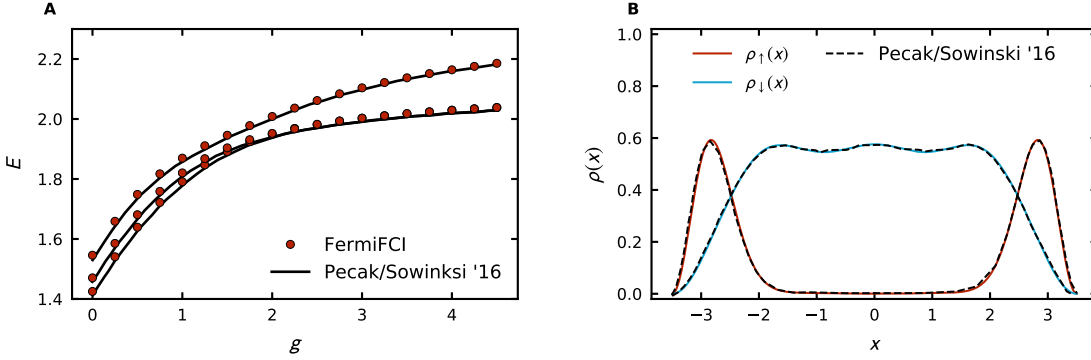 A
E
2.2
2.0
1.8
1.6
1.4
FermiFCI
Pecak/Sowinksi '16
0 1 2 3 4
g
B
ρ(x)
1.0
0.8
0.6
0.4
0.2
0.0
ρ↑(x)
ρ↓(x)
Pecak/Sowinski '16
−3 −2 −1 0 1 2 3
x